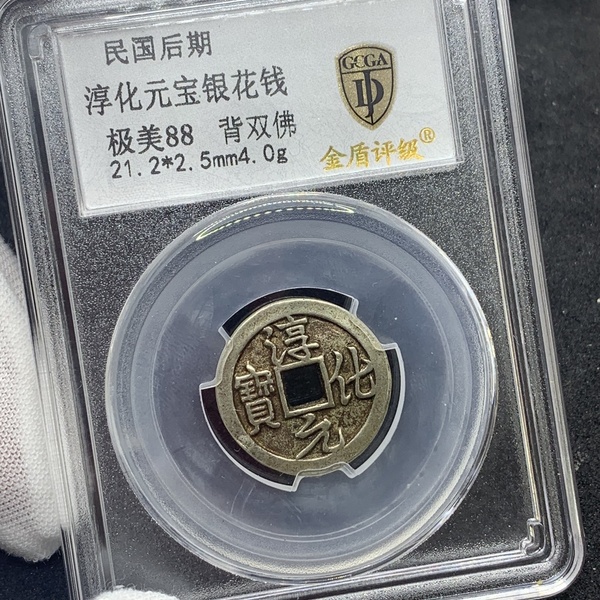 民国后期
淳化元宝银花钱
极美88 背双佛
21.2*2.5mm4.0g
GCGA
金盾评级®
淳化元寶